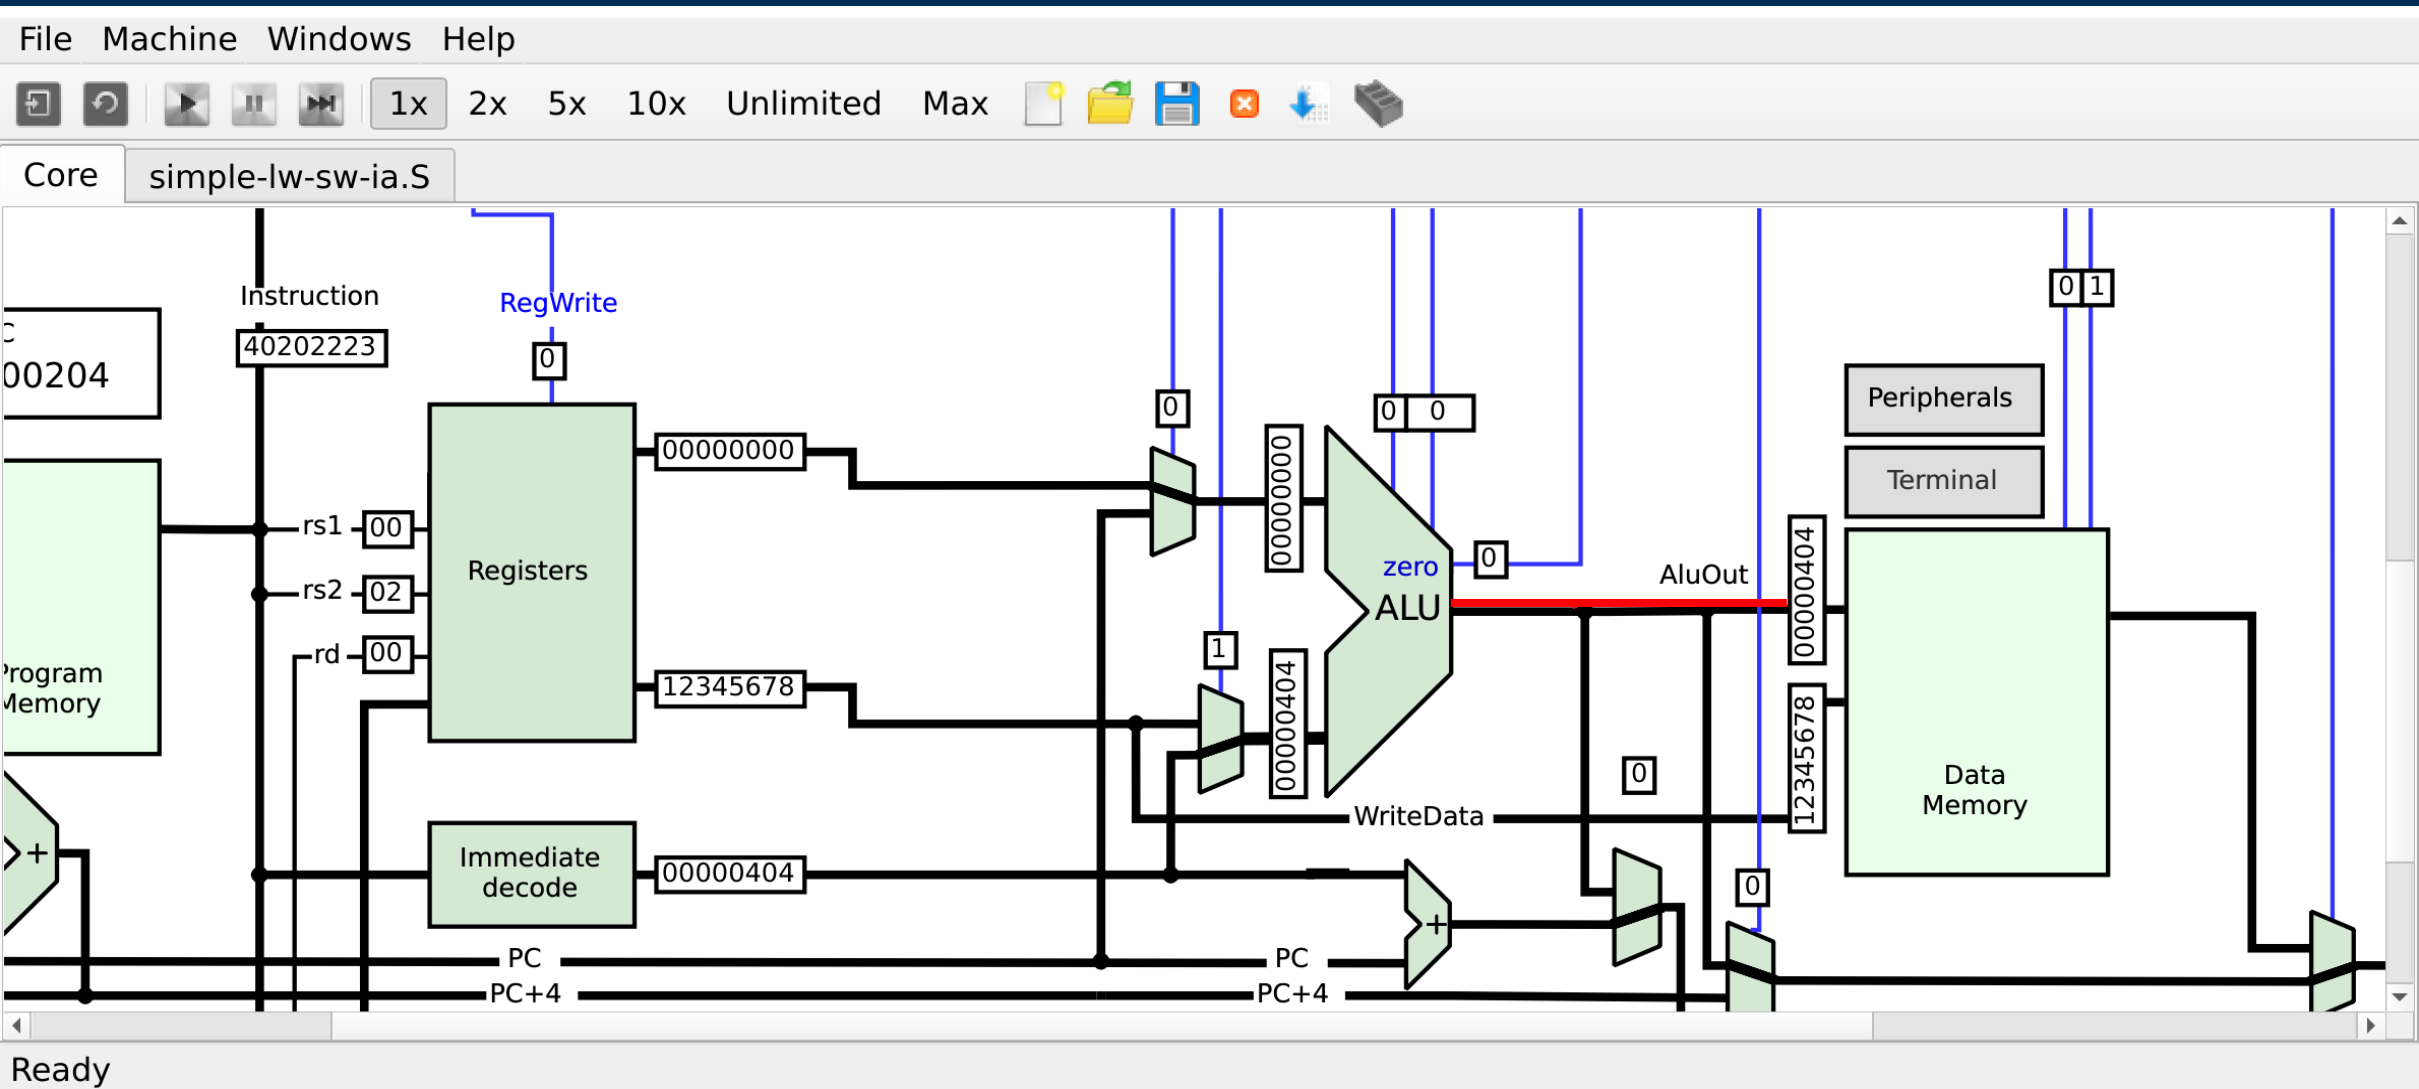 File Machine Windows Help
1x 2x 5x 10x Unlimited Max
Core simple-lw-sw-ia.S
Instruction
40202223
RegWrite
0
C
00204
0 1
0
0 0
Peripherals
Terminal
00000000
00000000
rs1 00
rs2 02
rd 00
Registers
zero
0
ALU
AluOut
00000404
1
12345678
00000404
12345678
Program
Memory
Data
Memory
0
WriteData
+
Immediate
decode
00000404
0
+
PC PC
PC+4 PC+4
Ready